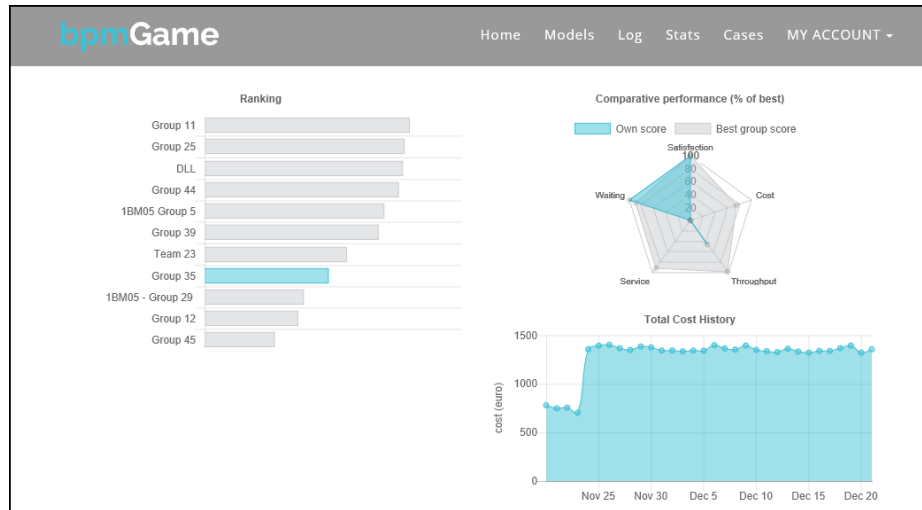 bpmGame
Home Models Log Stats Cases MY ACCOUNT
Ranking
Group 11
Group 25
DLL
Group 44
1BM05 Group 5
Group 39
Team 23
Group 35
1BM05 - Group 29
Group 12
Group 45
Comparative performance (% of best)
Own score Best group score
Satisfaction
100
80
60
40
20
Waiting
Cost
Service
Throughput
Total Cost History
cost (euro)
1500
1000
500
0
Nov 25 Nov 30 Dec 5 Dec 10 Dec 15 Dec 20